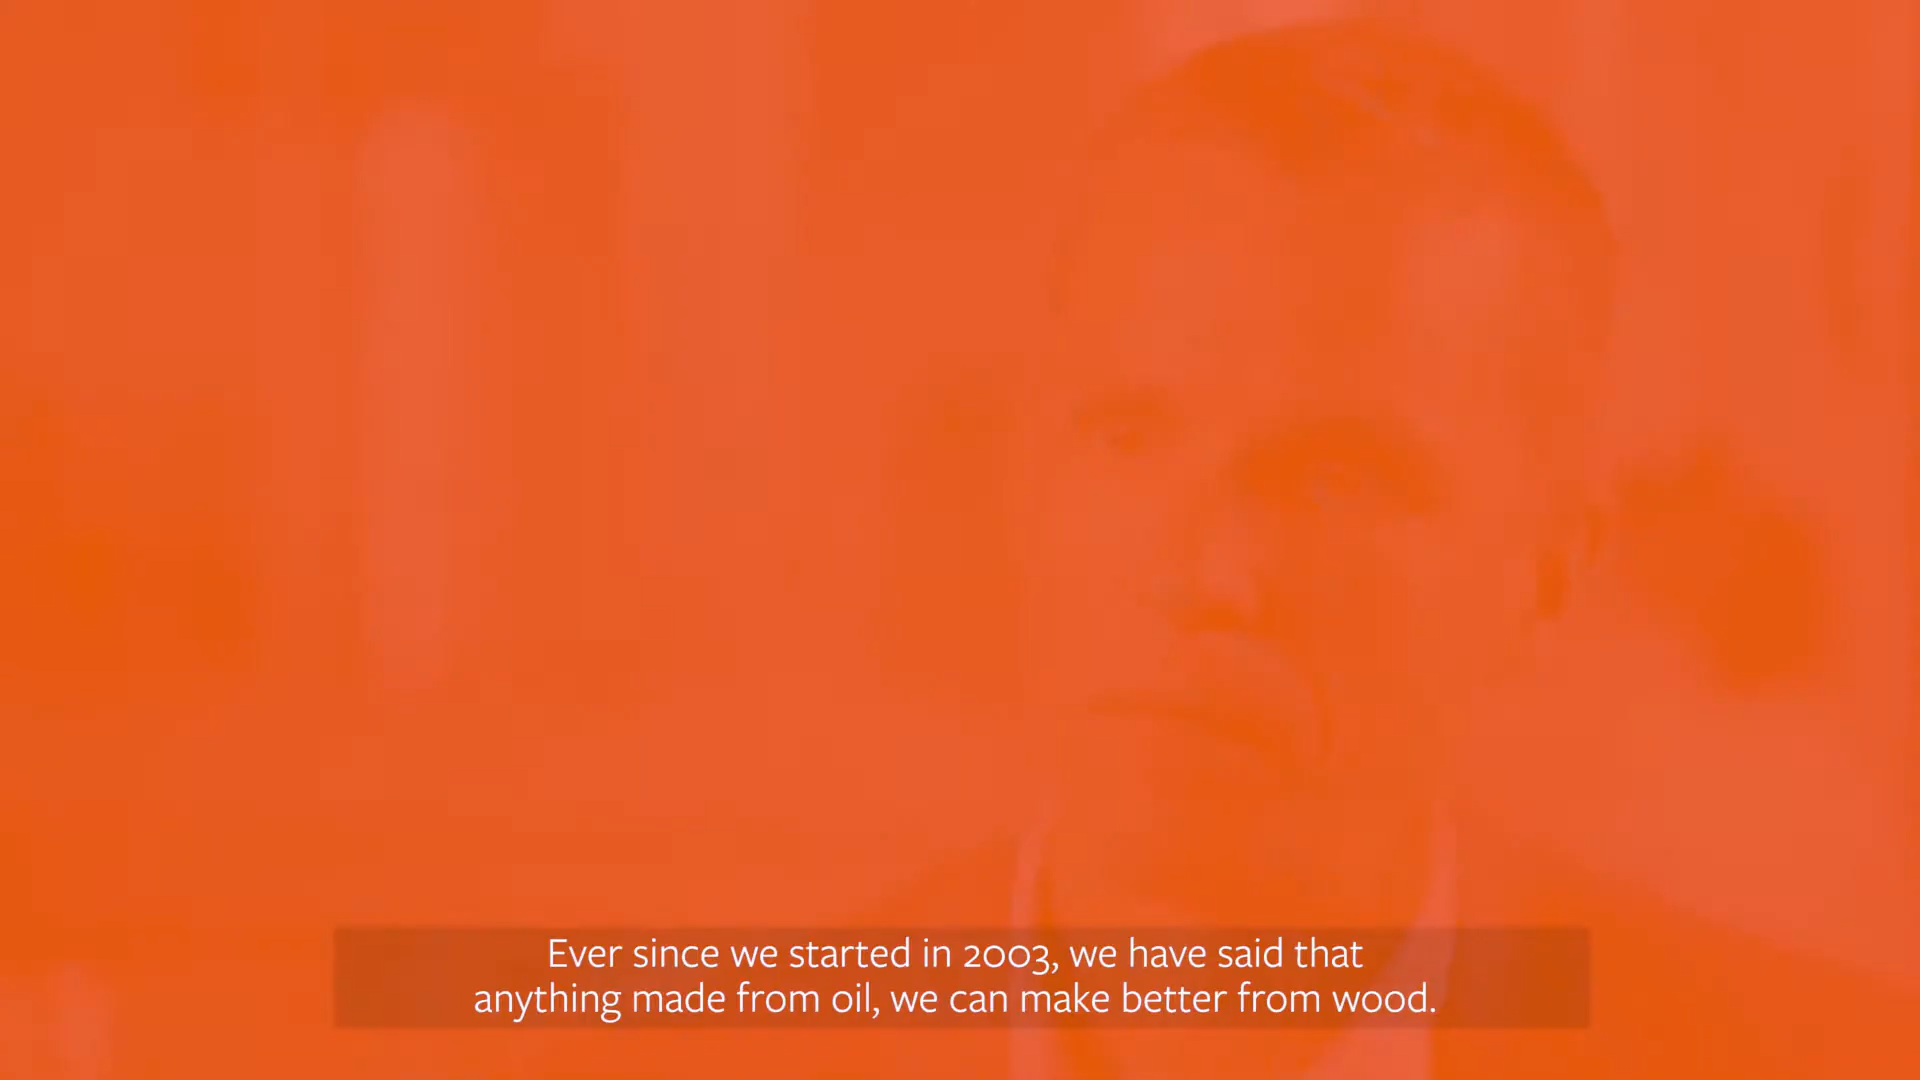 Ever since we started in 2003, we have said that
anything made from oil, we can make better from wood.